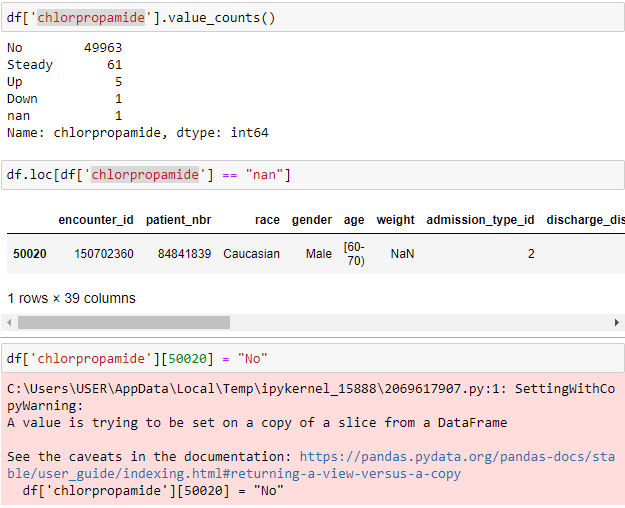 df['chlorpropamide'].value_counts()
No 49963
Steady 61
Up 5
Down 1
nan 1
Name: chlorpropamide, dtype: int64
df.loc[df['chlorpropamide'] == "nan"]
encounter_id patient_nbr race gender age weight admission_type_id discharge_dis
50020 150702360 84841839 Caucasian Male [60-
70) NaN 2
1 rows × 39 columns
df['chlorpropamide'][50020] = "No"
C:\Users\USER\AppData\Local\Temp\ipykernel_15888\2069617907.py:1: SettingWithCo
pyWarning:
A value is trying to be set on a copy of a slice from a DataFrame
See the caveats in the documentation: https://pandas.pydata.org/pandas-docs/sta
ble/user_guide/indexing.html#returning-a-view-versus-a-copy
df['chlorpropamide'][50020] = "No"